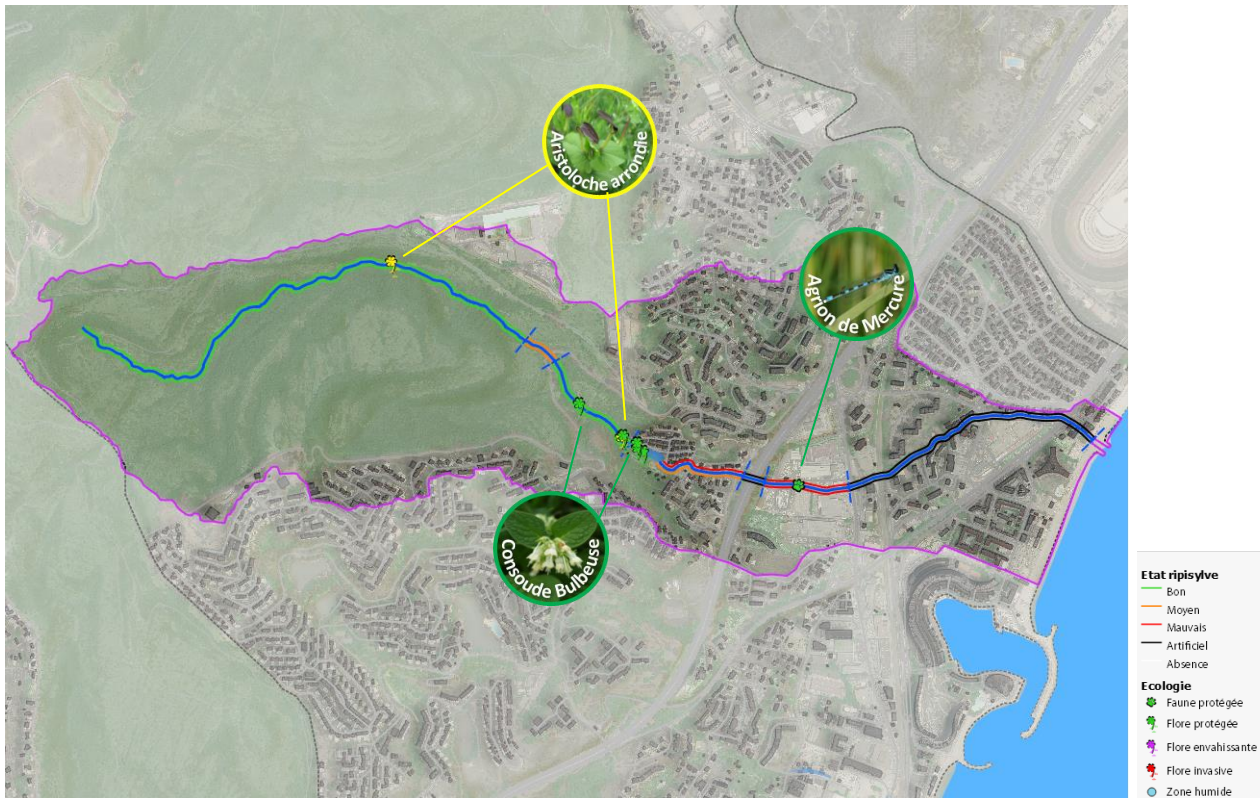 Aristoloche arrondie
Agrion de Mercure
Consoude Bulbeuse
Etat ripisylve
Bon
Moyen
Mauvais
Artificiel
Absence
Ecologie
Faune protégée
Flore protégée
Flore envahissante
Flore invasive
Zone humide